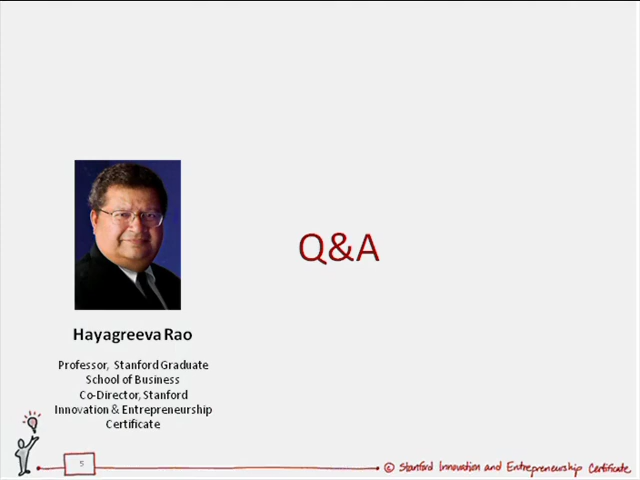 Q&A
Hayagreeva Rao
Professor, Stanford Graduate
School of Business
Co-Director, Stanford
Innovation & Entrepreneurship
Certificate
5
© Stanford Innovation and Entrepreneurship Certificate